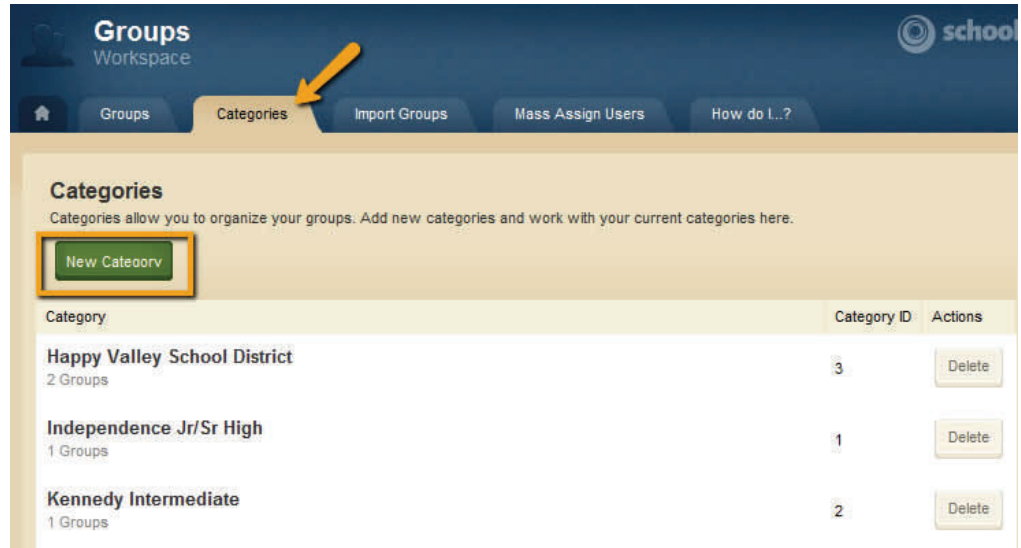 Groups
Workspace
school
Groups Categories Import Groups Mass Assign Users How do I...?
Categories
Categories allow you to organize your groups. Add new categories and work with your current categories here.
New Category
Category Category ID Actions
Happy Valley School District
2 Groups
3 Delete
Independence Jr/Sr High
1 Groups
1 Delete
Kennedy Intermediate
1 Groups
2 Delete